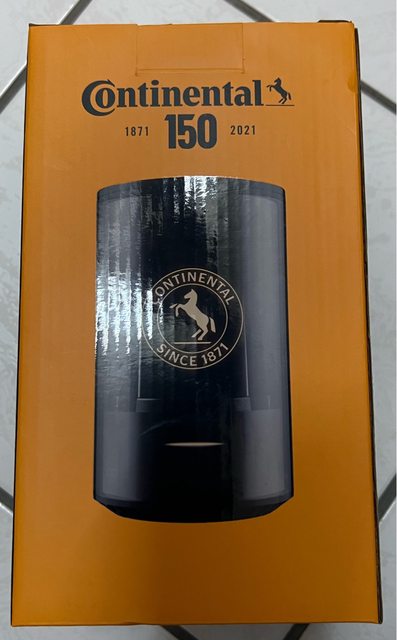 Continental
1871 150 2021
CONTINENTAL
SINCE 1871